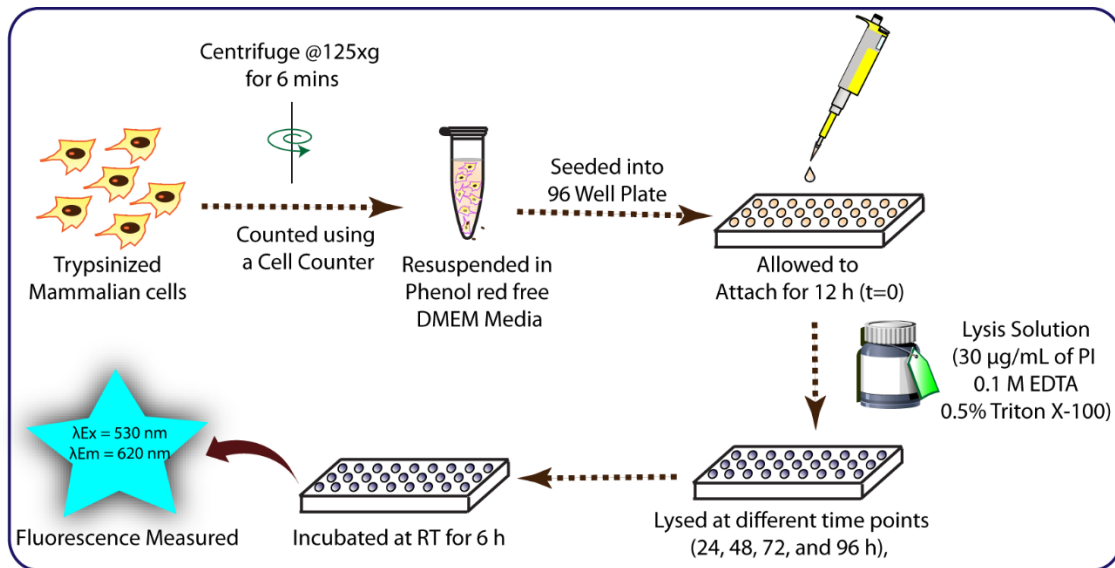 Centrifuge @125xg
for 6 mins
Trypsinized
Mammalian cells
Counted using
a Cell Counter
Resuspended in
Phenol red free
DMEM Media
Seeded into
96 Well Plate
Allowed to
Attach for 12 h (t=0)
Lysis Solution
(30 µg/mL of PI
0.1 M EDTA
0.5% Triton X-100)
Lysed at different time points
(24, 48, 72, and 96 h),
Incubated at RT for 6 h
λEx = 530 nm
λEm = 620 nm
Fluorescence Measured